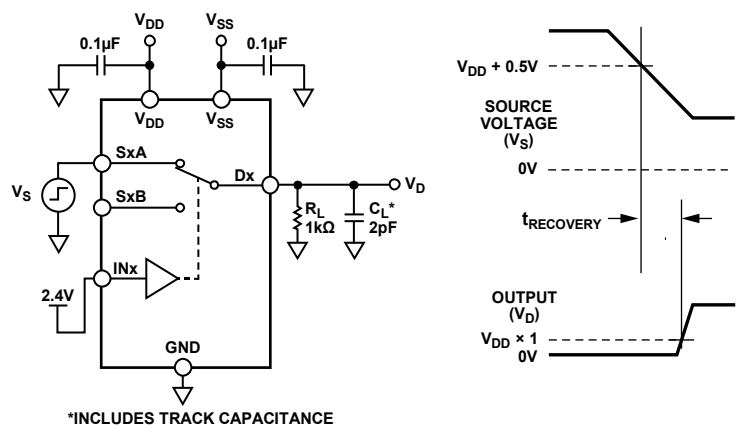 VDD
VSS
0.1µF
0.1µF
VDD
VSS
SxA
Dx
VD
VS
SxB
RL
1kΩ
CL*
2pF
INx
2.4V
GND
*INCLUDES TRACK CAPACITANCE
VDD + 0.5V
SOURCE
VOLTAGE
(VS)
0V
tRECOVERY
OUTPUT
(VD)
VDD × 1
0V